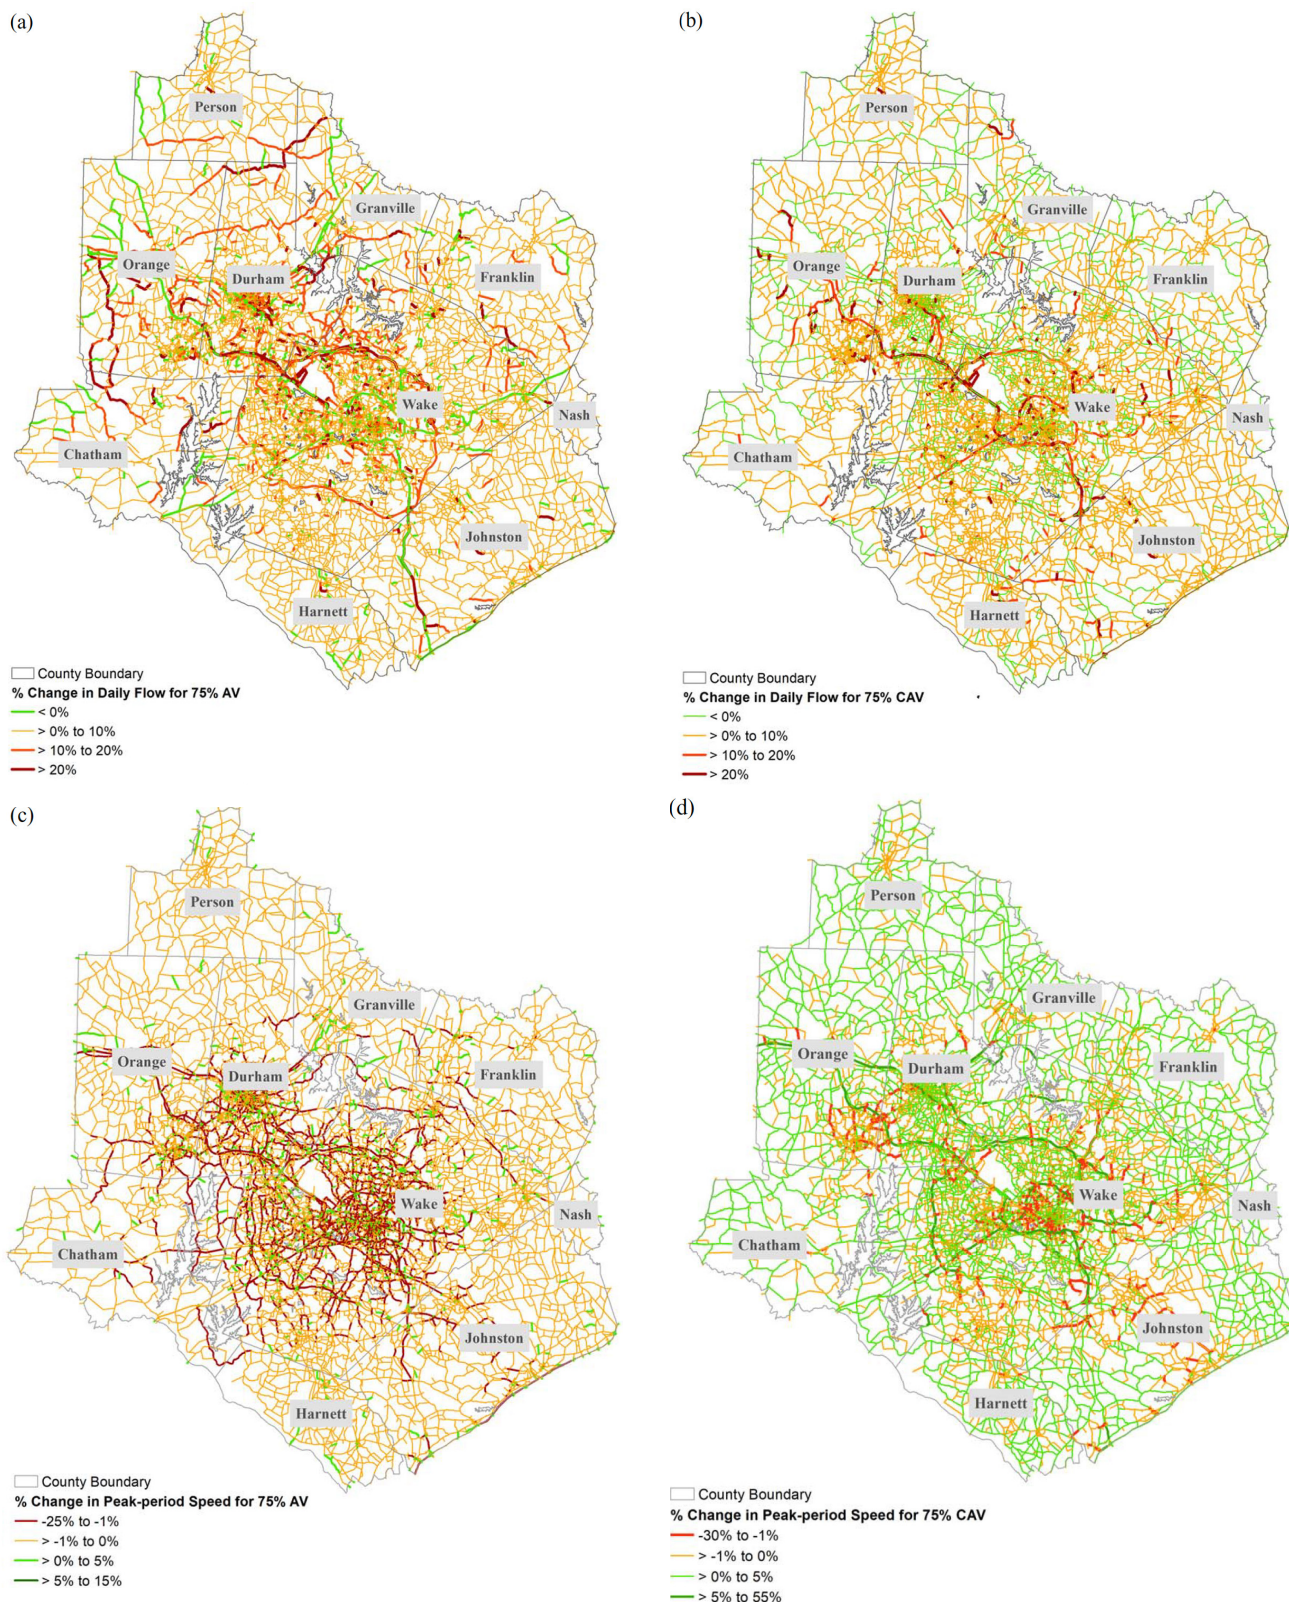 (a)
Person
Granville
Orange
Durham
Franklin
Wake
Nash
Chatham
Johnston
Harnett
County Boundary
% Change in Daily Flow for 75% AV
< 0%
> 0% to 10%
> 10% to 20%
> 20%
(b)
Person
Granville
Orange
Durham
Franklin
Wake
Nash
Chatham
Johnston
Harnett
County Boundary
% Change in Daily Flow for 75% CAV
< 0%
> 0% to 10%
> 10% to 20%
> 20%
(c)
Person
Granville
Orange
Durham
Franklin
Wake
Nash
Chatham
Johnston
Harnett
County Boundary
% Change in Peak-period Speed for 75% AV
-25% to -1%
> -1% to 0%
> 0% to 5%
> 5% to 15%
(d)
Person
Granville
Orange
Durham
Franklin
Wake
Nash
Chatham
Johnston
Harnett
County Boundary
% Change in Peak-period Speed for 75% CAV
-30% to -1%
> -1% to 0%
> 0% to 5%
> 5% to 55%